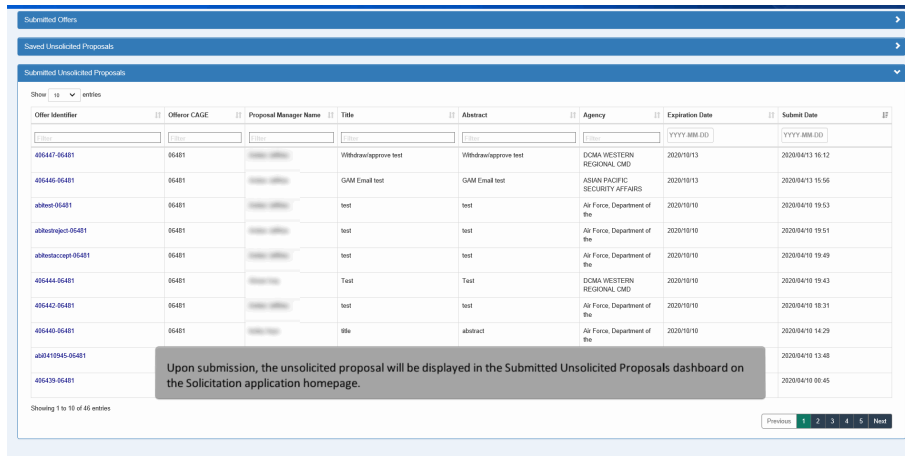 Submitted Offers
Saved Unsolicited Proposals
Submitted Unsolicited Proposals
Show 10 entries
Offer Identifier Offeror CAGE Proposal Manager Name Title Abstract Agency Expiration Date Submit Date
Filter Filter Filter Filter Filter Filter YYYY-MM-DD YYYY-MM-DD
406447-06481 06481 Withdraw/approve test Withdraw/approve test DCMA WESTERN 2020/10/13 2020/04/13 16:12
REGIONAL CMD
406446-06481 06481 GAM Email test GAM Email test ASIAN PACIFIC 2020/10/13 2020/04/13 15:56
SECURITY AFFAIRS
abitest-06481 06481 test test Air Force, Department of 2020/10/10 2020/04/10 19:53
the
abitestreject-06481 06481 test test Air Force, Department of 2020/10/10 2020/04/10 19:51
the
abitestaccept-06481 06481 test test Air Force, Department of 2020/10/10 2020/04/10 19:49
the
406444-06481 06481 Test Test DCMA WESTERN 2020/10/10 2020/04/10 19:43
REGIONAL CMD
406442-06481 06481 test test Air Force, Department of 2020/10/10 2020/04/10 18:31
the
406440-06481 06481 title abstract Air Force, Department of 2020/10/10 2020/04/10 14:29
the
abi0410945-06481 2020/04/10 13:48
Upon submission, the unsolicited proposal will be displayed in the Submitted Unsolicited Proposals dashboard on
the Solicitation application homepage.
406439-06481 2020/04/10 00:45
Showing 1 to 10 of 46 entries
Previous 1 2 3 4 5 Next